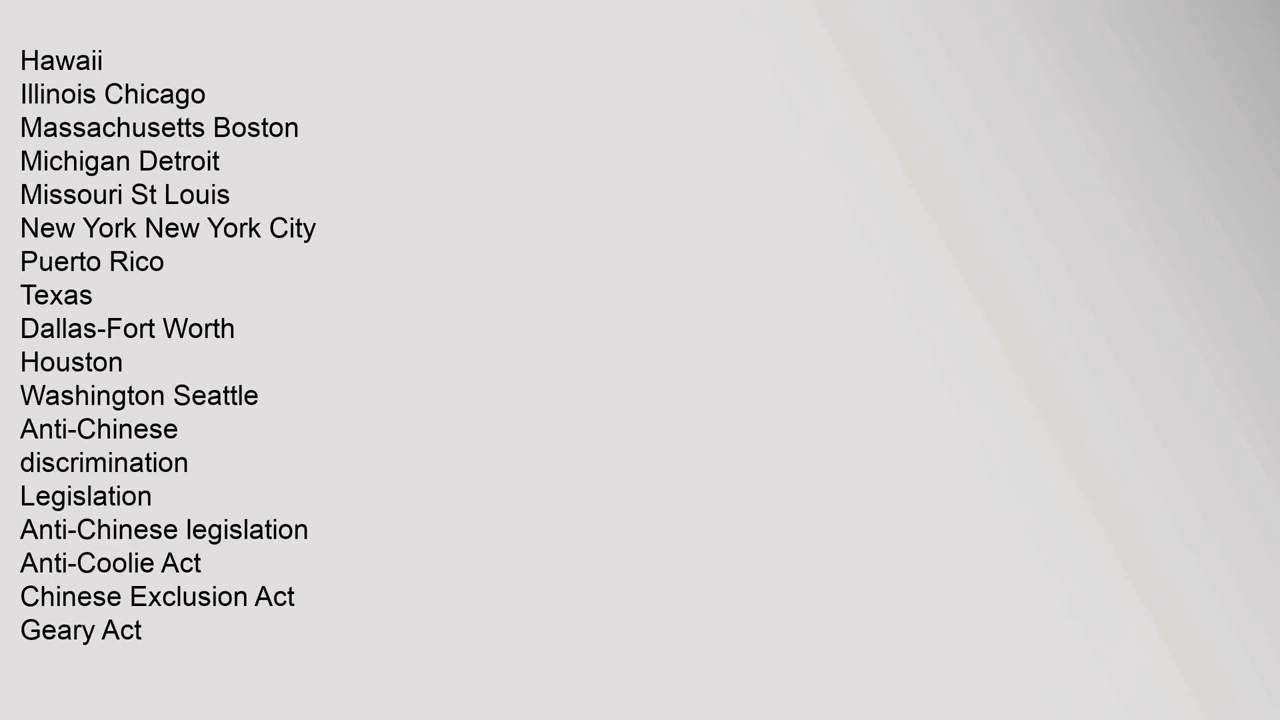 Hawaii
Illinois Chicago
Massachusetts Boston
Michigan Detroit
Missouri St Louis
New York New York City
Puerto Rico
Texas
Dallas-Fort Worth
Houston
Washington Seattle
Anti-Chinese
discrimination
Legislation
Anti-Chinese legislation
Anti-Coolie Act
Chinese Exclusion Act
Geary Act